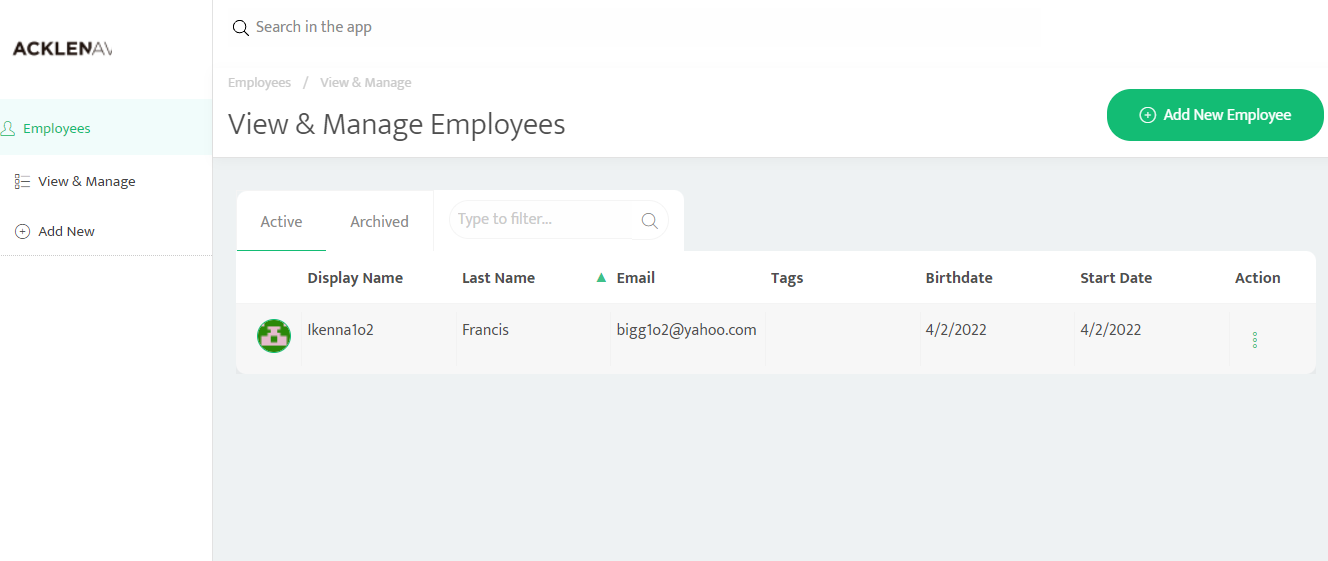 Search in the app
ACKLENAV
Employees / View & Manage
View & Manage Employees
Add New Employee
Employees
View & Manage
Add New
Active Archived Type to filter...
Display Name Last Name Email Tags Birthdate Start Date Action
Ikenna1o2 Francis bigg1o2@yahoo.com 4/2/2022 4/2/2022